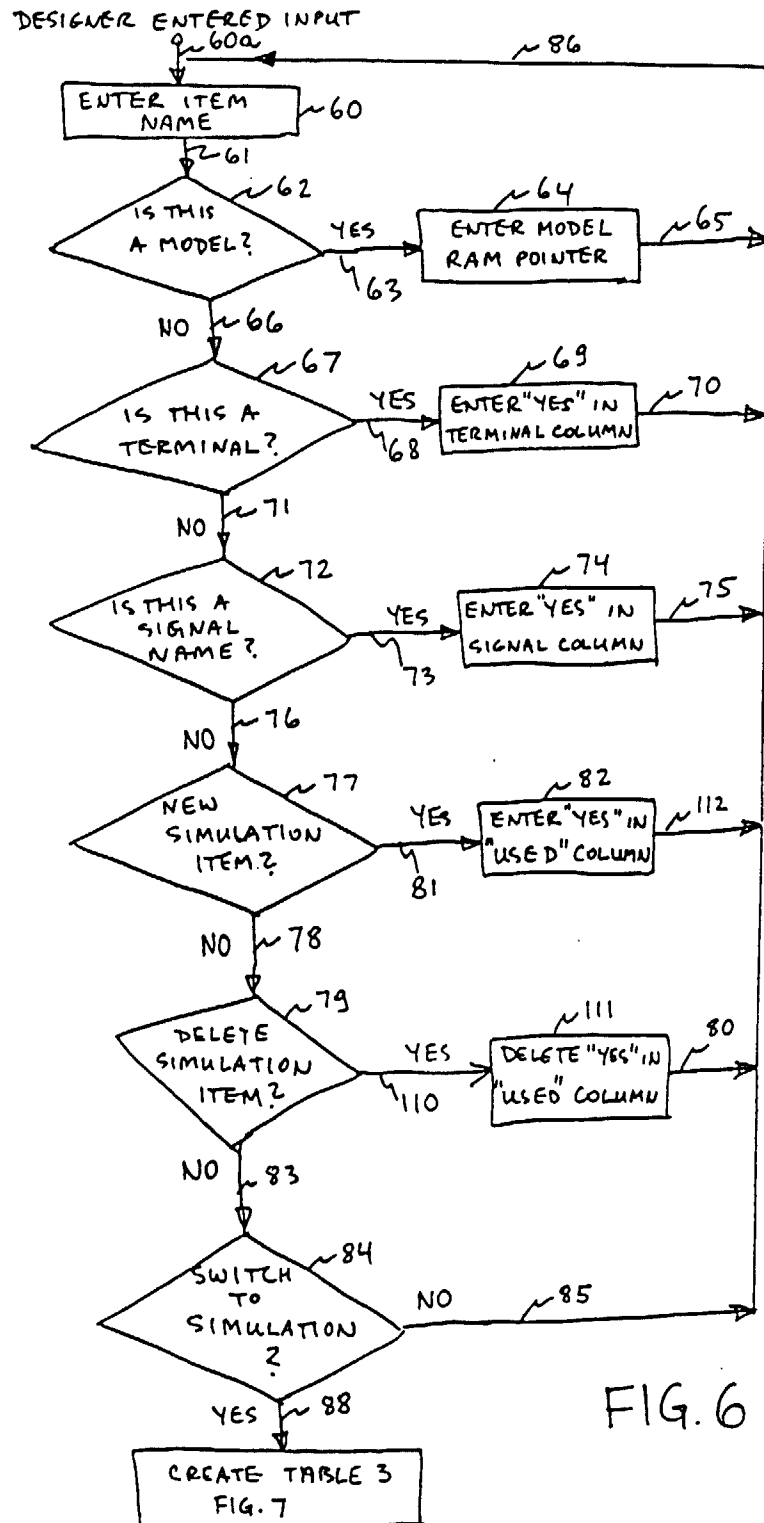 DESIGNER ENTERED INPUT
60a
86
ENTER ITEM
NAME
60
61
62
IS THIS
A MODEL?
YES
63
64
ENTER MODEL
RAM POINTER
65
NO
66
67
IS THIS A
TERMINAL?
YES
68
69
ENTER "YES" IN
TERMINAL COLUMN
70
NO
71
72
IS THIS A
SIGNAL
NAME?
YES
73
74
ENTER "YES" IN
SIGNAL COLUMN
75
NO
76
77
NEW
SIMULATION
ITEM?
YES
81
82
ENTER "YES" IN
"USED" COLUMN
112
NO
78
79
DELETE
SIMULATION
ITEM?
YES
110
111
DELETE "YES" IN
"USED" COLUMN
80
NO
83
84
SWITCH
TO
SIMULATION
?
NO
85
YES
88
CREATE TABLE 3
FIG. 7
FIG. 6